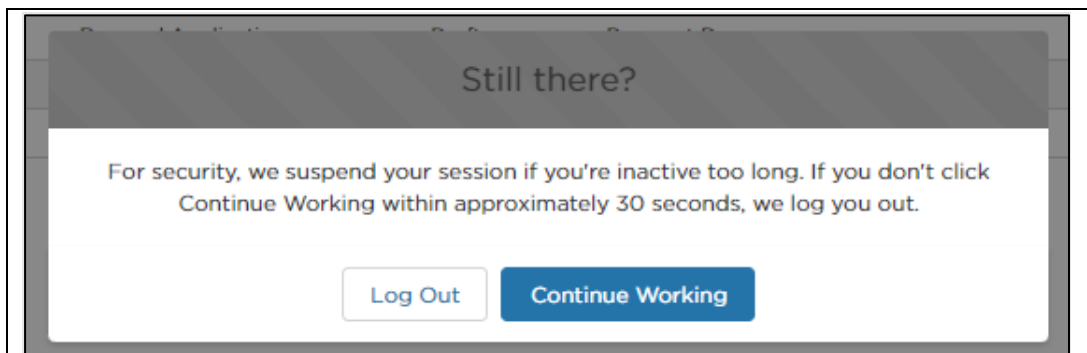 Still there?
For security, we suspend your session if you're inactive too long. If you don't click
Continue Working within approximately 30 seconds, we log you out.
Log Out
Continue Working